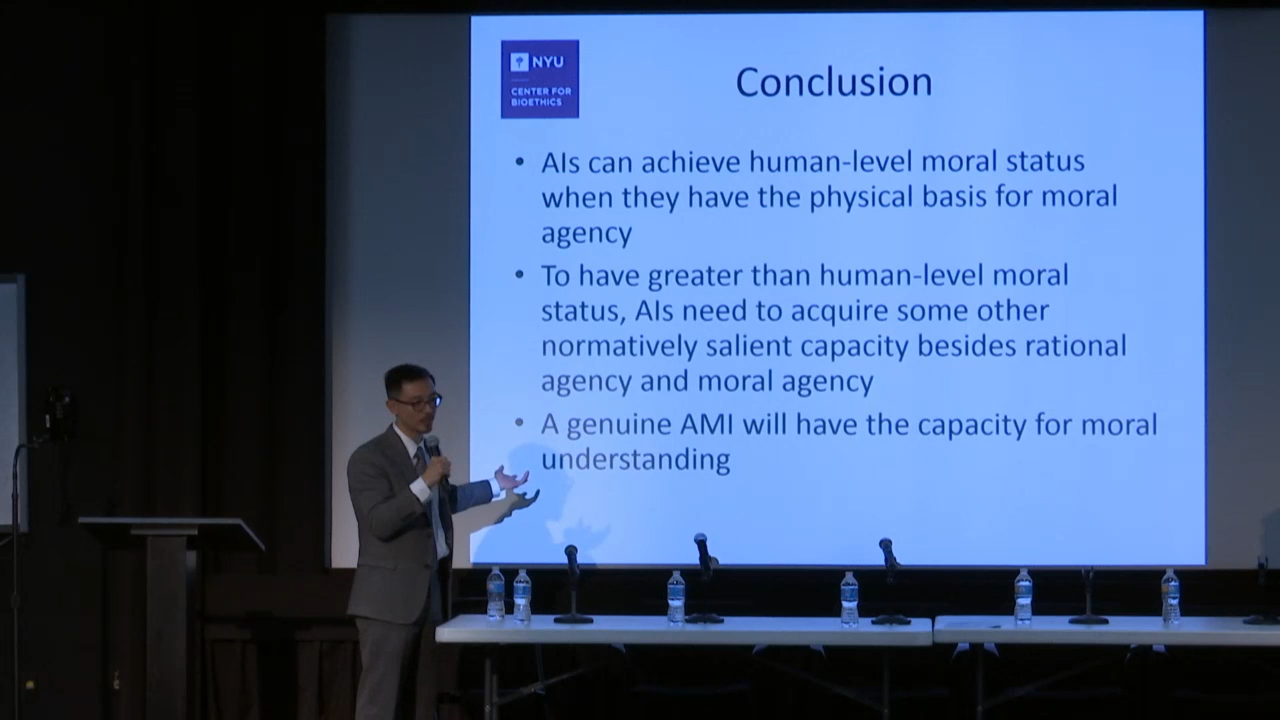 NYU
CENTER FOR
BIOETHICS
Conclusion
• AIs can achieve human-level moral status
when they have the physical basis for moral
agency
• To have greater than human-level moral
status, AIs need to acquire some other
normatively salient capacity besides rational
agency and moral agency
• A genuine AMI will have the capacity for moral
understanding